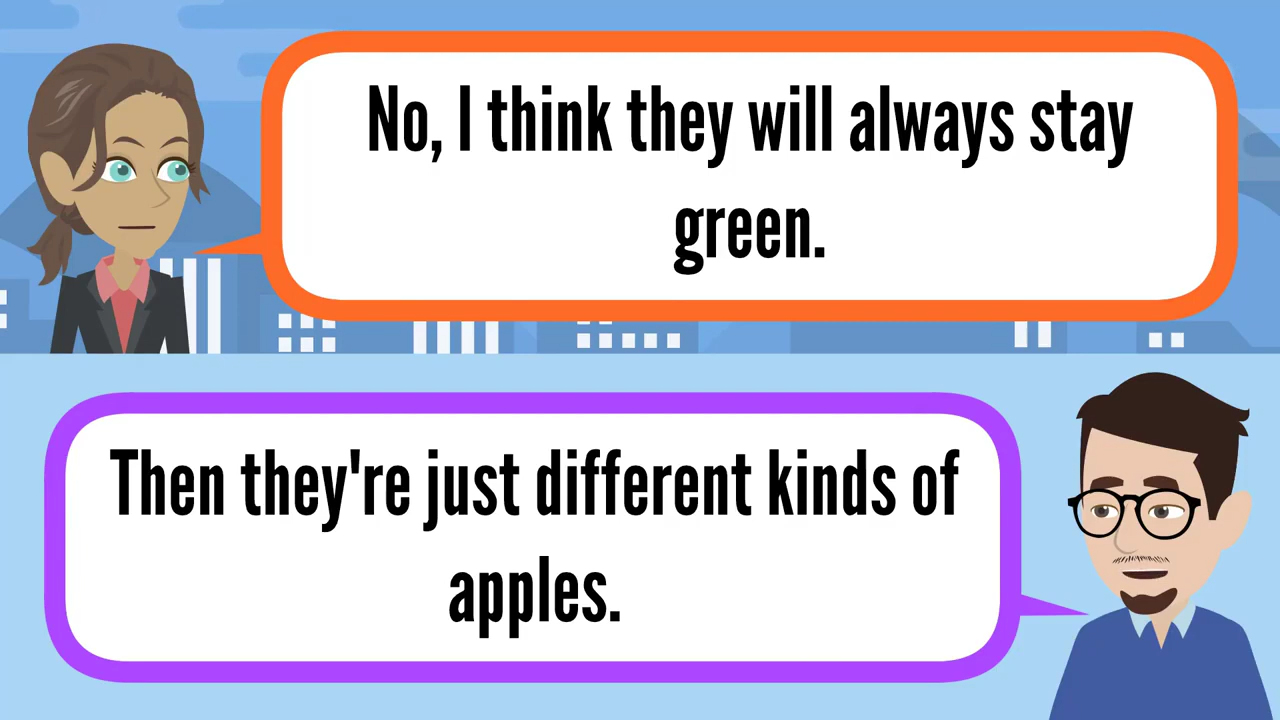 No, I think they will always stay
green.
Then they're just different kinds of
apples.